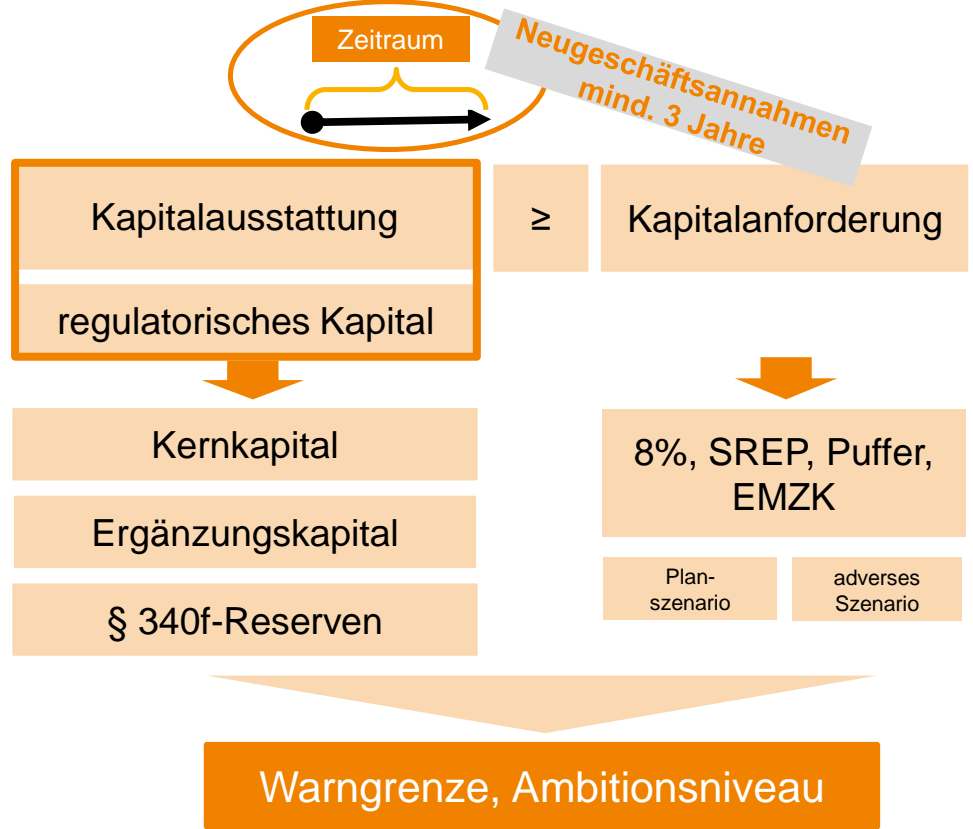 Zeitraum
Neugeschäftsannahmen
mind. 3 Jahre
Kapitalausstattung
≥
Kapitalanforderung
regulatorisches Kapital
Kernkapital
8%, SREP, Puffer,
EMZK
Ergänzungskapital
Plan-
szenario
adverses
Szenario
§ 340f-Reserven
Warngrenze, Ambitionsniveau